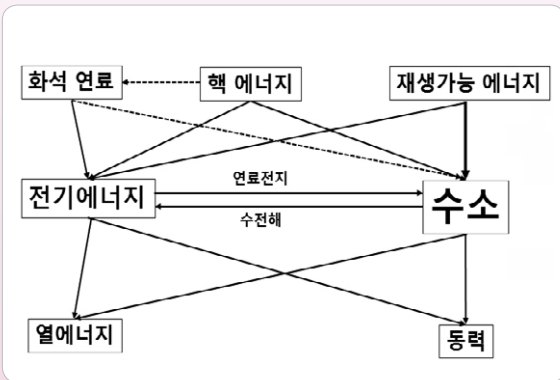 화석 연료
핵 에너지
재생가능 에너지
전기에너지
연료전지
수전해
수소
열에너지
동력